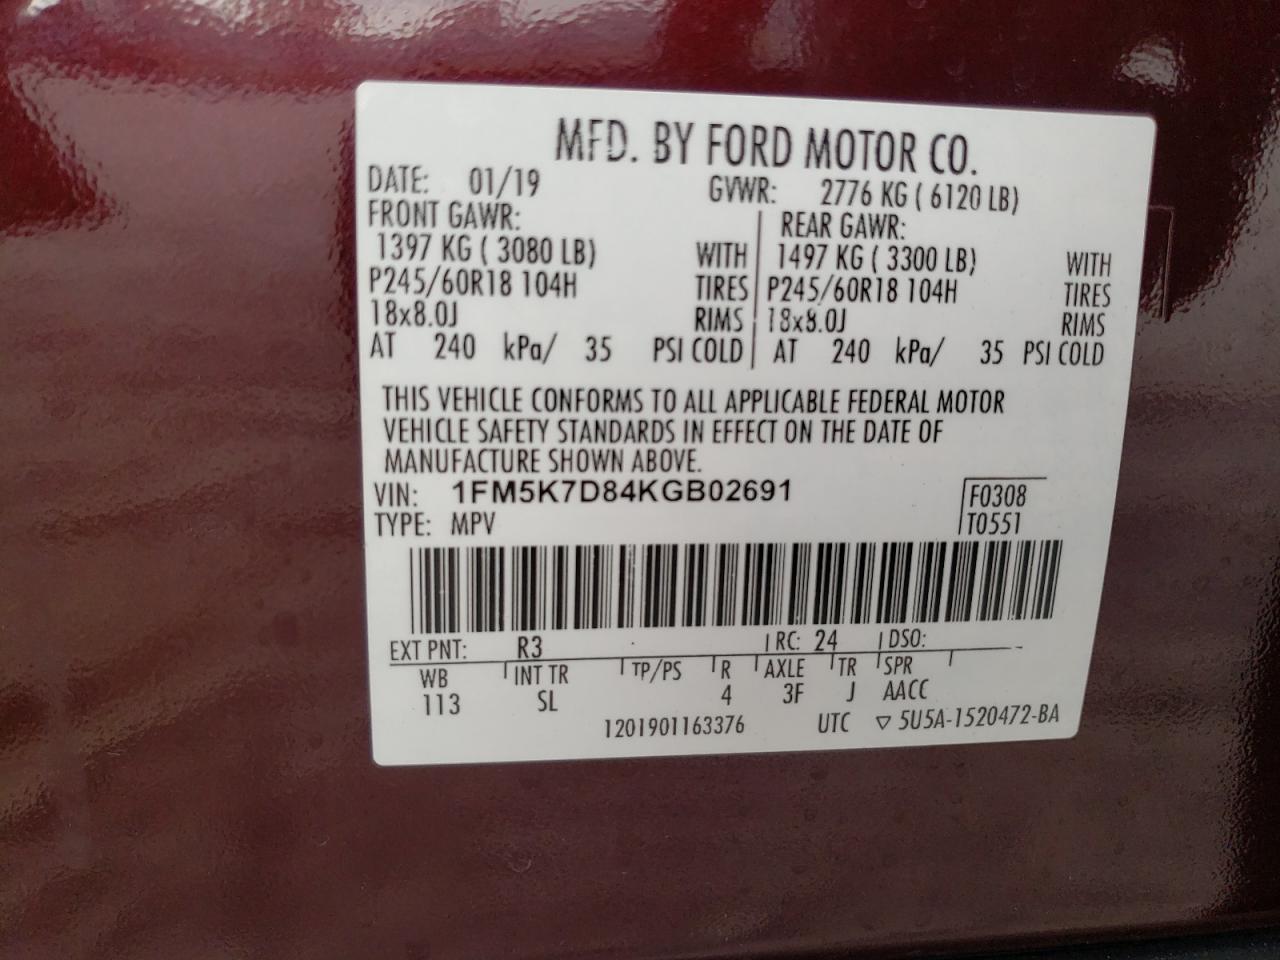 MFD. BY FORD MOTOR CO.
DATE: 01/19 GVWR: 2776 KG ( 6120 LB)
FRONT GAWR: REAR GAWR:
1397 KG ( 3080 LB) WITH 1497 KG ( 3300 LB) WITH
P245/60R18 104H TIRES P245/60R18 104H TIRES
18x8.0J RIMS 18x8.0J RIMS
AT 240 kPa/ 35 PSI COLD AT 240 kPa/ 35 PSI COLD
THIS VEHICLE CONFORMS TO ALL APPLICABLE FEDERAL MOTOR
VEHICLE SAFETY STANDARDS IN EFFECT ON THE DATE OF
MANUFACTURE SHOWN ABOVE.
VIN: 1FM5K7D84KGB02691 F0308
TYPE: MPV T0551
EXT PNT: R3 RC: 24 DSO:
WB INT TR TP/PS R AXLE TR SPR
113 SL 4 3F J AACC
1201901163376 UTC ▽ 5U5A-1520472-BA